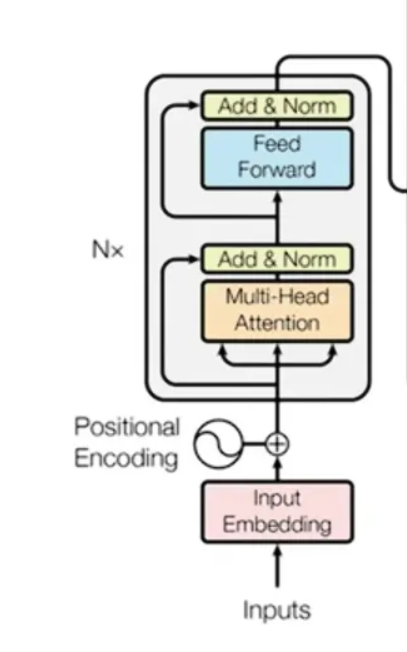 Add & Norm
Feed
Forward
Nx
Add & Norm
Multi-Head
Attention
Positional
Encoding
Input
Embedding
Inputs